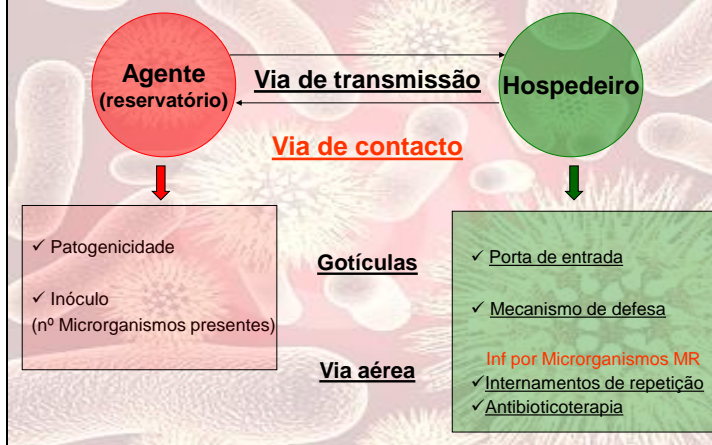 Agente
(reservatório)
Via de transmissão
Hospedeiro
Via de contacto
✓ Patogenicidade
✓ Inóculo
(nº Microrganismos presentes)
Gotículas
Via aérea
✓ Porta de entrada
✓ Mecanismo de defesa
Inf por Microrganismos MR
✓ Internamentos de repetição
✓ Antibioticoterapia